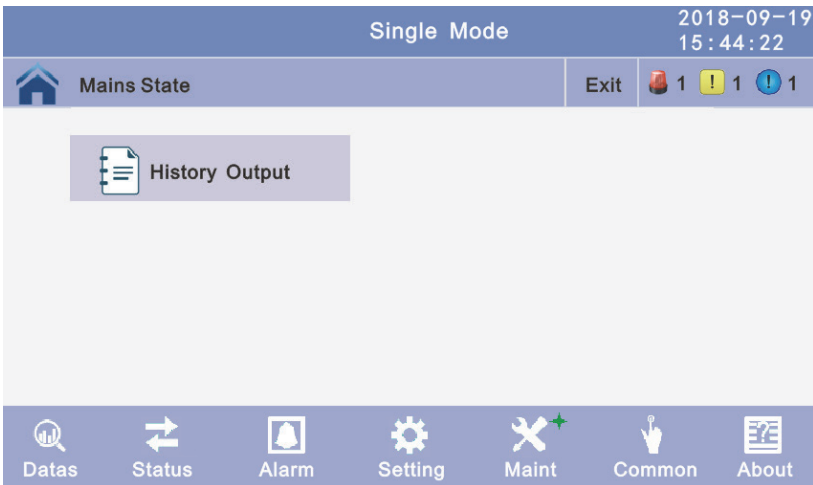 Single Mode
2018-09-19
15:44:22
Mains State
Exit
1
! 1
! 1
History Output
Datas
Status
Alarm
Setting
Maint
Common
?
About